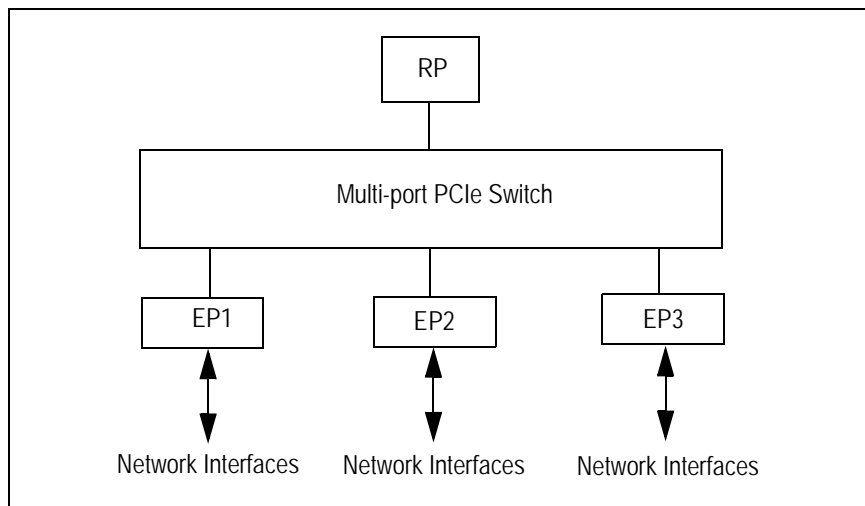 RP
Multi-port PCIe Switch
EP1
EP2
EP3
Network Interfaces
Network Interfaces
Network Interfaces